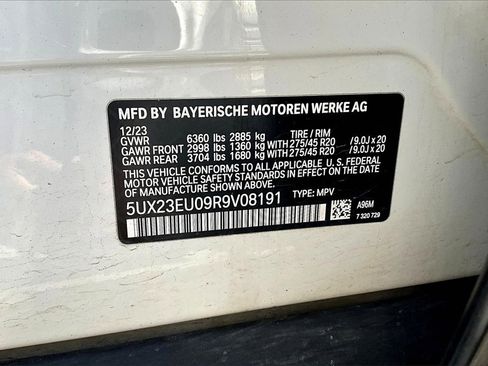 MFD BY BAYERISCHE MOTOREN WERKE AG
12/23
GVWR 6360 lbs 2885 kg TIRE / RIM
GAWR FRONT 2998 lbs 1360 kg WITH 275/45 R20 / 9.0J x 20
GAWR REAR 3704 lbs 1680 kg WITH 275/45 R20 / 9.0J x 20
THIS VEHICLE CONFORMS TO ALL APPLICABLE U. S. FEDERAL
MOTOR VEHICLE SAFETY STANDARDS IN EFFECT ON THE DATE
OF MANUFACTURE SHOWN ABOVE.
5UX23EU09R9V08191 TYPE: MPV
A96M
7 320 729